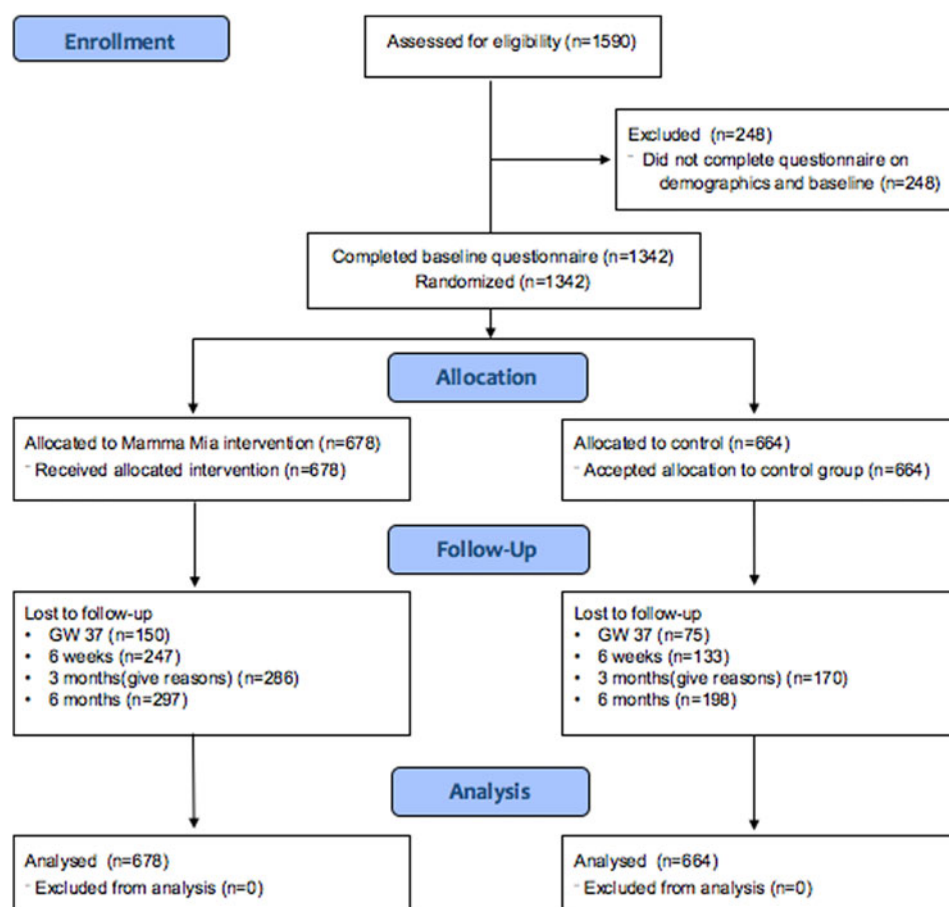 Enrollment
Assessed for eligibility (n=1590)
Excluded (n=248)
⁻ Did not complete questionnaire on
demographics and baseline (n=248)
Completed baseline questionnaire (n=1342)
Randomized (n=1342)
Allocation
Allocated to Mamma Mia intervention (n=678)
⁻ Received allocated intervention (n=678)
Allocated to control (n=664)
⁻ Accepted allocation to control group (n=664)
Follow-Up
Lost to follow-up
• GW 37 (n=150)
• 6 weeks (n=247)
• 3 months(give reasons) (n=286)
• 6 months (n=297)
Lost to follow-up
• GW 37 (n=75)
• 6 weeks (n=133)
• 3 months(give reasons) (n=170)
• 6 months (n=198)
Analysis
Analysed (n=678)
⁻ Excluded from analysis (n=0)
Analysed (n=664)
⁻ Excluded from analysis (n=0)